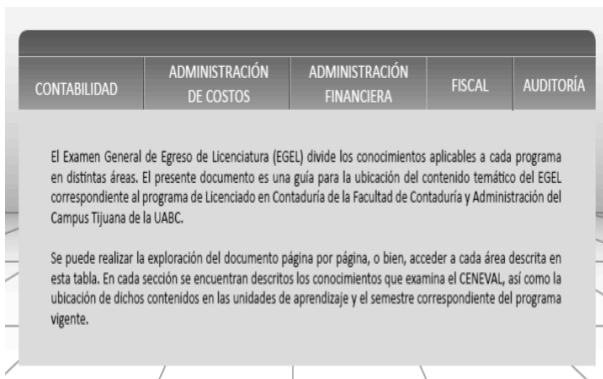 CONTABILIDAD
ADMINISTRACIÓN
DE COSTOS
ADMINISTRACIÓN
FINANCIERA
FISCAL
AUDITORÍA
El Examen General de Egreso de Licenciatura (EGEL) divide los conocimientos aplicables a cada programa
en distintas áreas. El presente documento es una guía para la ubicación del contenido temático del EGEL
correspondiente al programa de Licenciado en Contaduría de la Facultad de Contaduría y Administración del
Campus Tijuana de la UABC.
Se puede realizar la exploración del documento página por página, o bien, acceder a cada área descrita en
esta tabla. En cada sección se encuentran descritos los conocimientos que examina el CENEVAL, así como la
ubicación de dichos contenidos en las unidades de aprendizaje y el semestre correspondiente del programa
vigente.